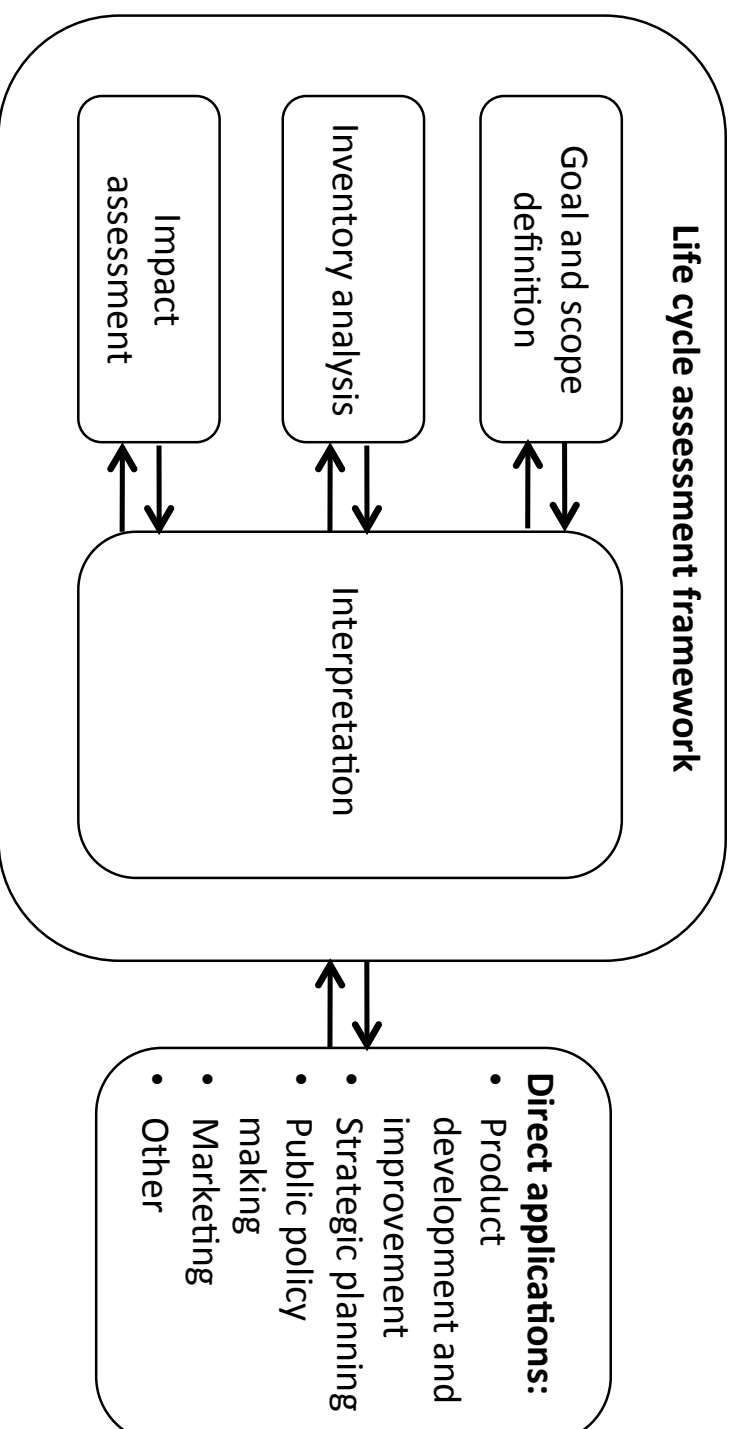 Life cycle assessment framework
Goal and scope
definition
Inventory analysis
Impact
assessment
Interpretation
Direct applications:
• Product
development and
improvement
• Strategic planning
• Public policy
making
• Marketing
• Other